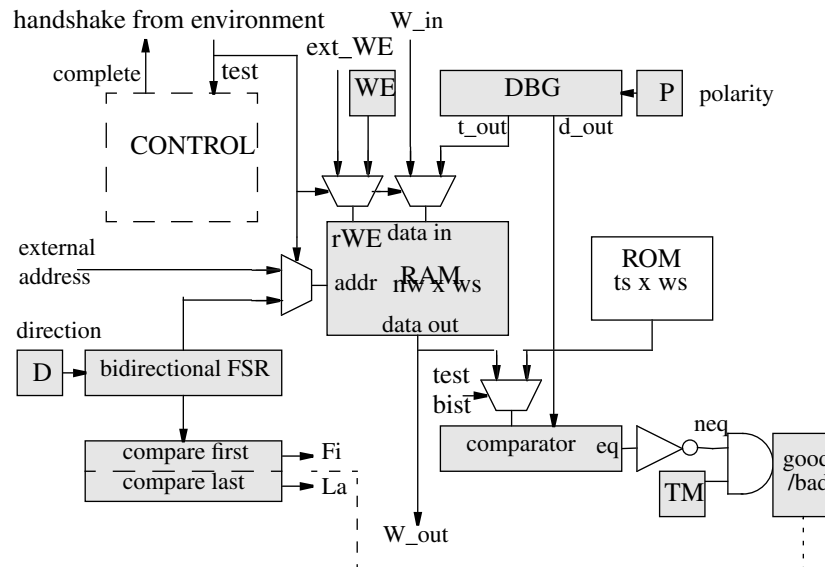 handshake from environment
W_in
ext_WE
complete
test
WE
DBG
P
polarity
t_out
d_out
CONTROL
rWE
data in
external
address
addr
RAM
nw x ws
ROM
ts x ws
data out
direction
D
bidirectional FSR
test
bist
compare first
Fi
compare last
La
comparator
eq
neq
TM
good
/bad
W_out